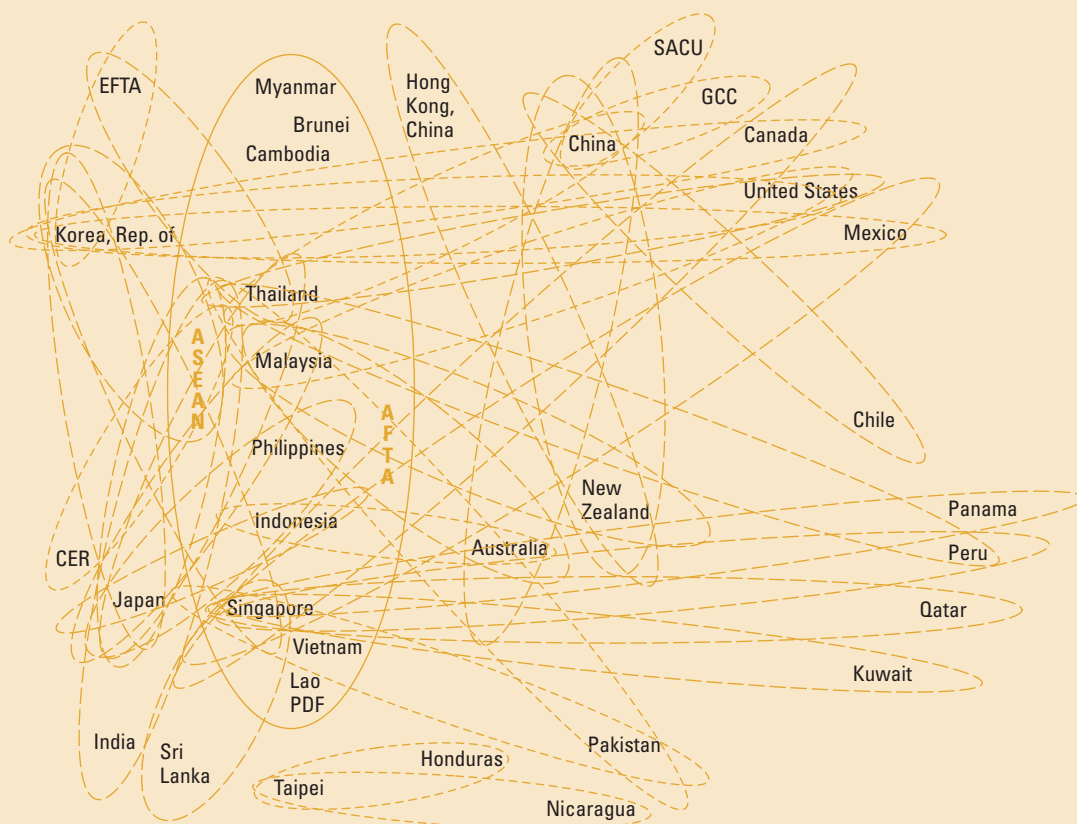 SACU
EFTA
Myanmar
Hong
Kong,
China
GCC
Brunei
Canada
China
Cambodia
United States
Korea, Rep. of
Mexico
Thailand
ASEAN
Malaysia
AFTA
Chile
Philippines
New
Zealand
Indonesia
Panama
Australia
CER
Peru
Japan
Singapore
Qatar
Vietnam
Kuwait
Lao
PDF
India
Sri
Lanka
Pakistan
Honduras
Taipei
Nicaragua